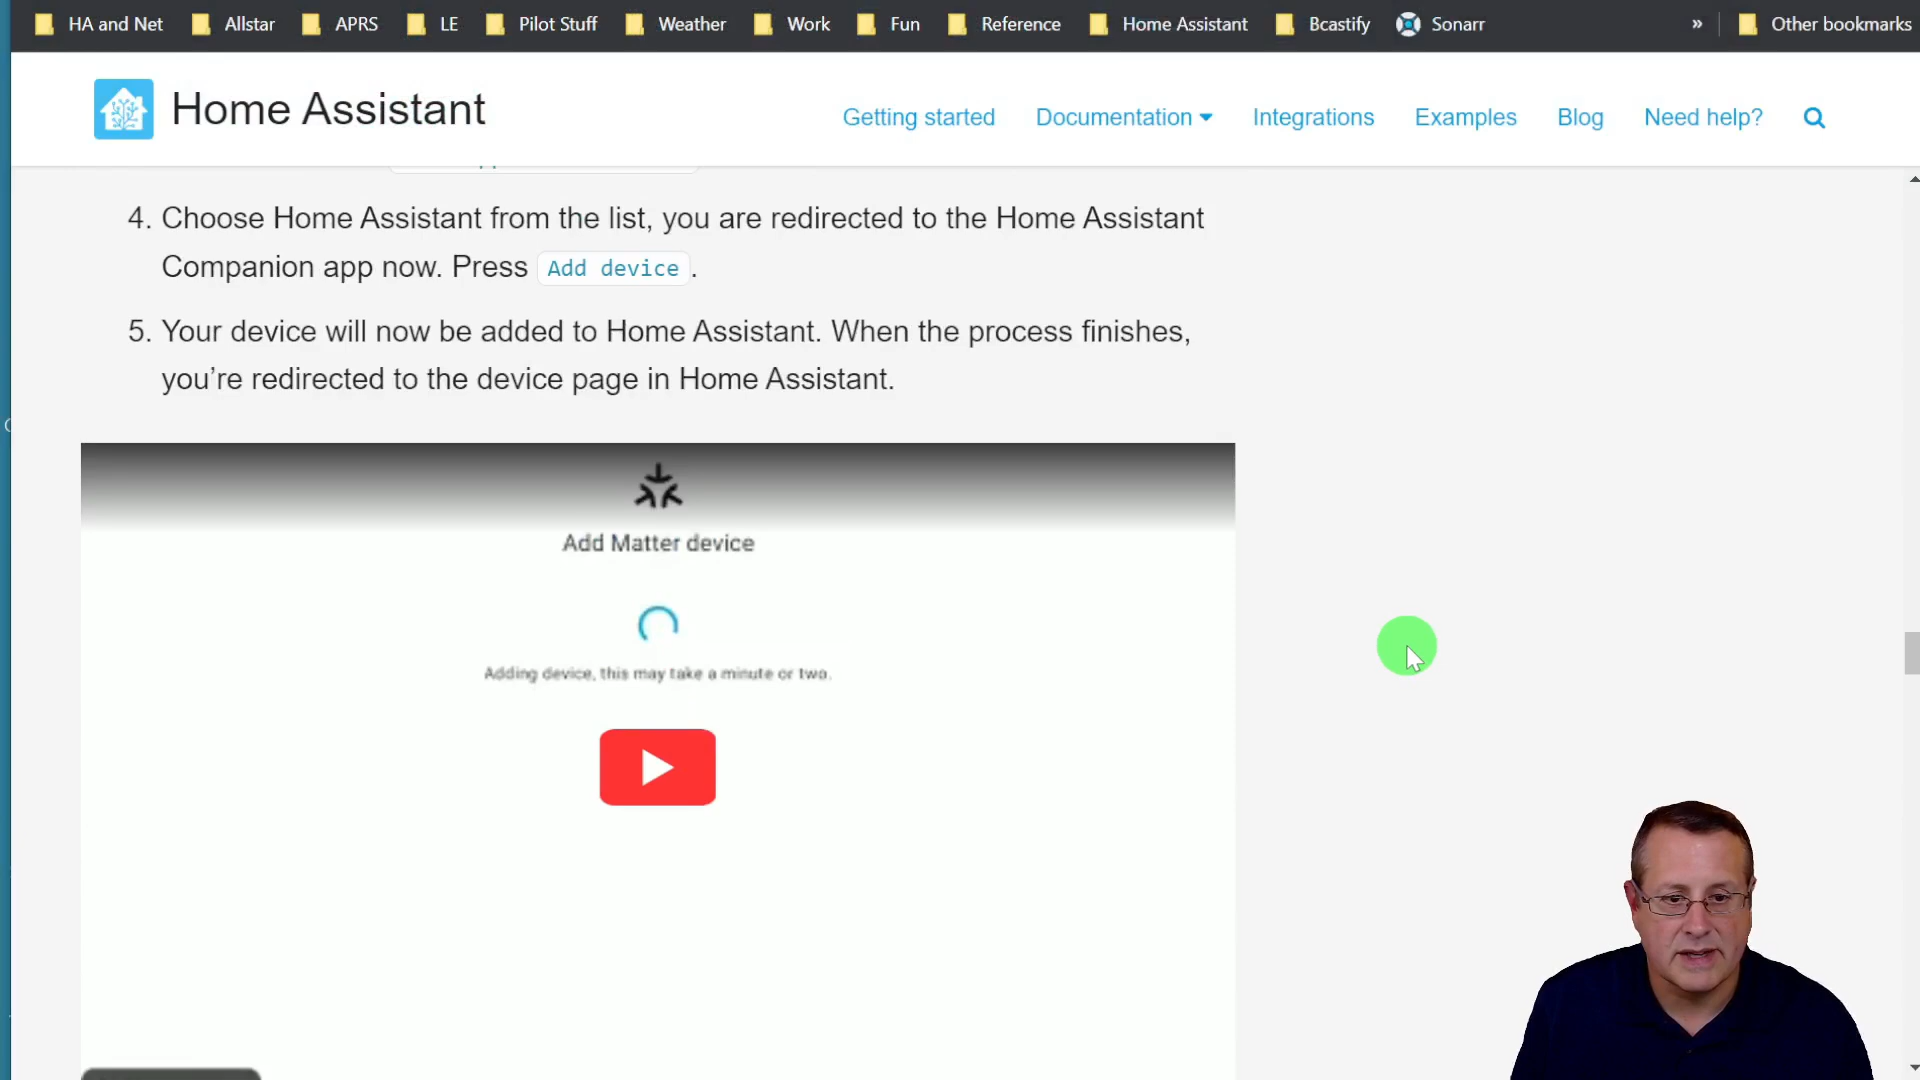 HA and Net Allstar APRS LE Pilot Stuff Weather Work Fun Reference Home Assistant Bcastify Sonarr » Other bookmarks
Home Assistant
Getting started Documentation Integrations Examples Blog Need help?
4. Choose Home Assistant from the list, you are redirected to the Home Assistant
Companion app now. Press Add device .
5. Your device will now be added to Home Assistant. When the process finishes,
you’re redirected to the device page in Home Assistant.
Add Matter device
Adding device, this may take a minute or two.